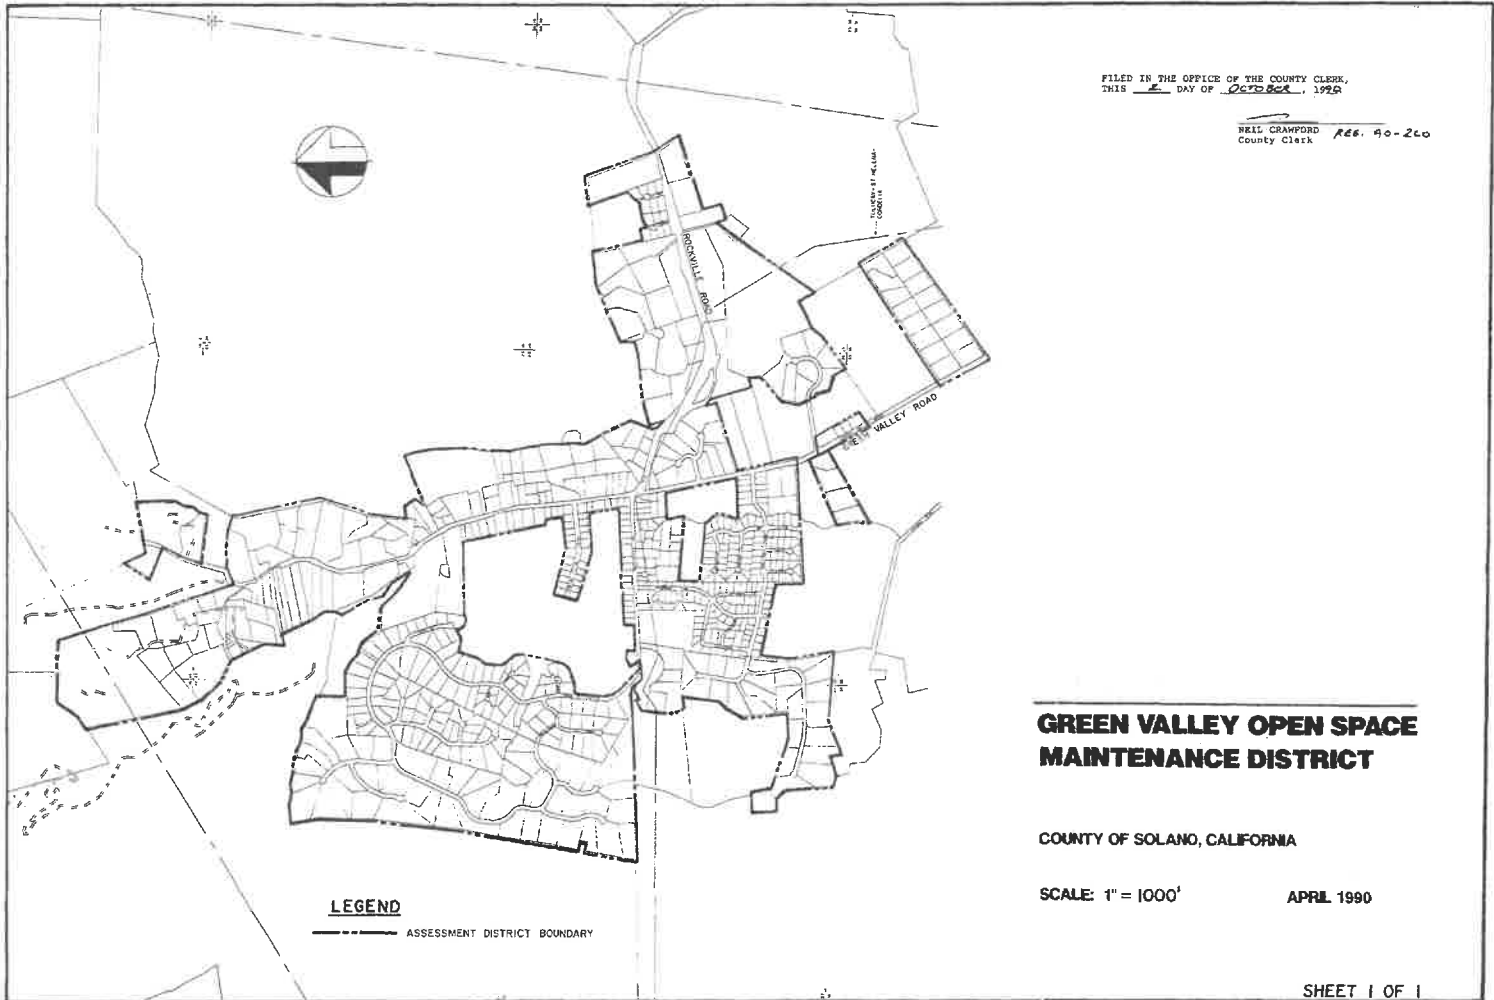 FILED IN THE OFFICE OF THE COUNTY CLERK,
THIS 2 DAY OF OCTOBER, 1990
NEIL CRAWFORD REG. 90-260
County Clerk
ROCKVILLE ROAD
VALLEY ROAD
GREEN VALLEY OPEN SPACE
MAINTENANCE DISTRICT
COUNTY OF SOLANO, CALIFORNIA
SCALE: 1" = 1000'
APRIL 1990
LEGEND
ASSESSMENT DISTRICT BOUNDARY
SHEET 1 OF 1